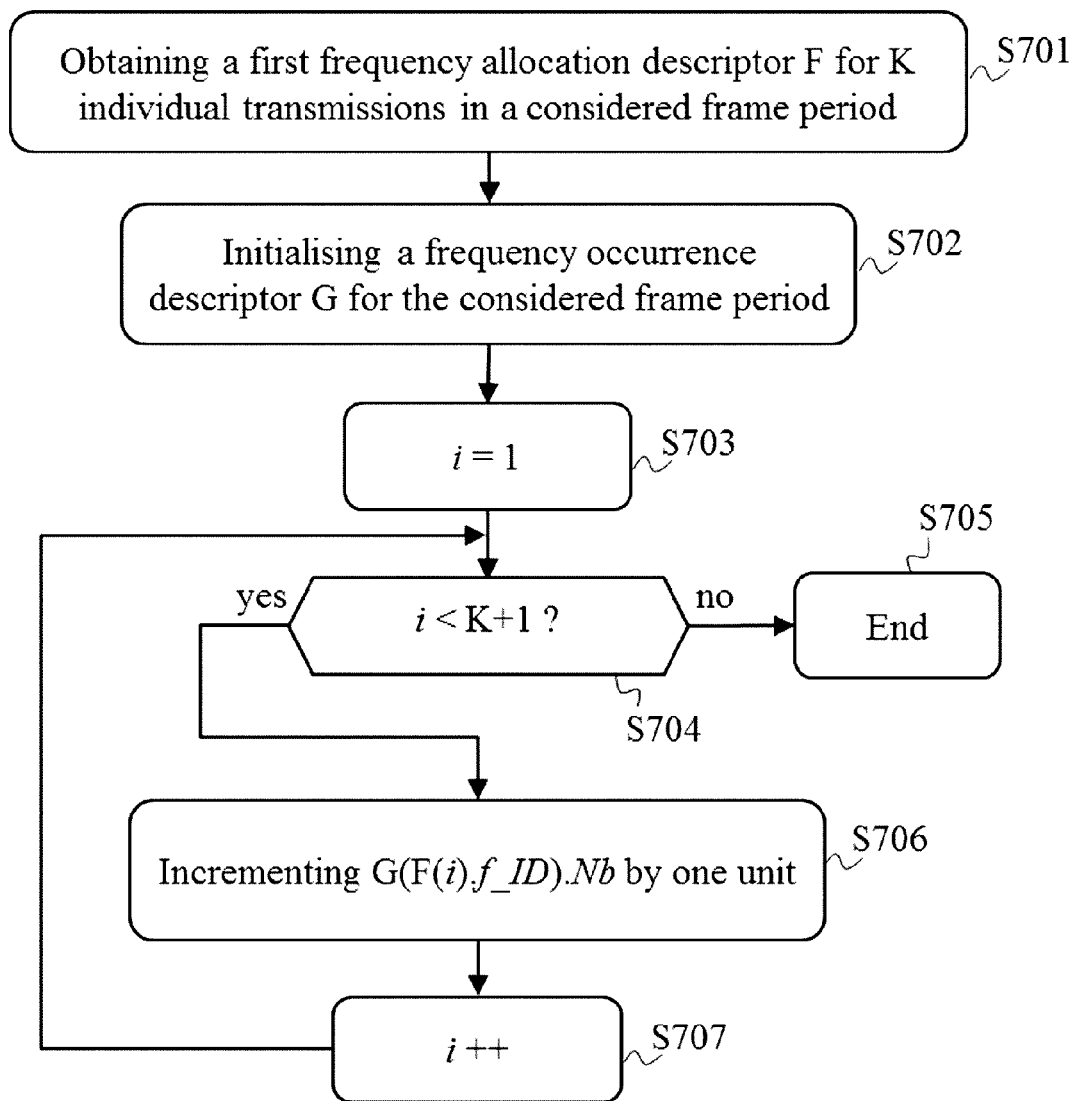 Obtaining a first frequency allocation descriptor F for K
individual transmissions in a considered frame period
S701
Initialising a frequency occurrence
descriptor G for the considered frame period
S702
i = 1
S703
yes
i < K+1 ?
no
S704
End
S705
Incrementing G(F(i).f_ID).Nb by one unit
S706
i ++
S707